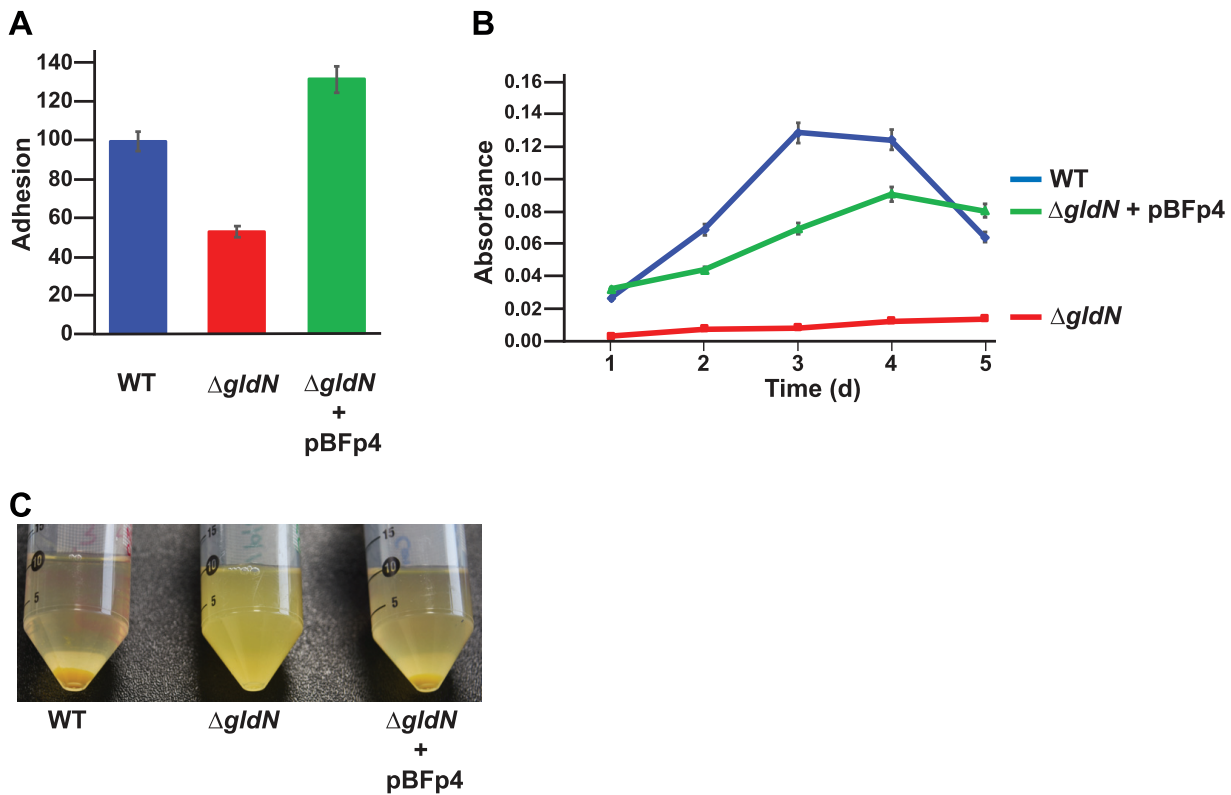 A
140
120
100
80
60
40
20
0
Adhesion
WT
ΔgldN
ΔgldN
+
pBFp4
B
0.16
0.14
0.12
0.10
0.08
0.06
0.04
0.02
0.00
Absorbance
1 2 3 4 5
Time (d)
WT
ΔgldN + pBFp4
ΔgldN
C
15
10
5
15
10
5
15
10
5
WT
ΔgldN
ΔgldN
+
pBFp4